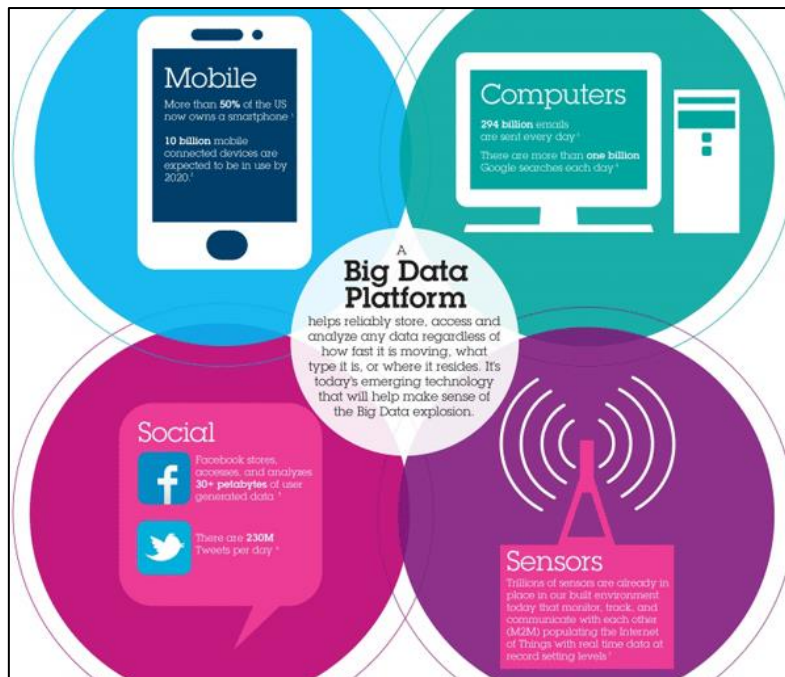 Mobile
More than 50% of the US
now owns a smartphone
10 billion mobile
connected devices are
expected to be in use by
2020.
Computers
294 billion emails
are sent every day
There are more than one billion
Google searches each day
A
Big Data
Platform
helps reliably store, access and
analyze any data regardless of
how fast it is moving, what
type it is, or where it resides. It's
today's emerging technology
that will help make sense of
the Big Data explosion.
Social
Facebook stores,
accesses, and analyzes
30+ petabytes of user
generated data
There are 230M
Tweets per day
Sensors
Trillions of sensors are already in
place in our built environment
today that monitor, track, and
communicate with each other
(M2M) populating the Internet
of Things with real time data at
record setting levels